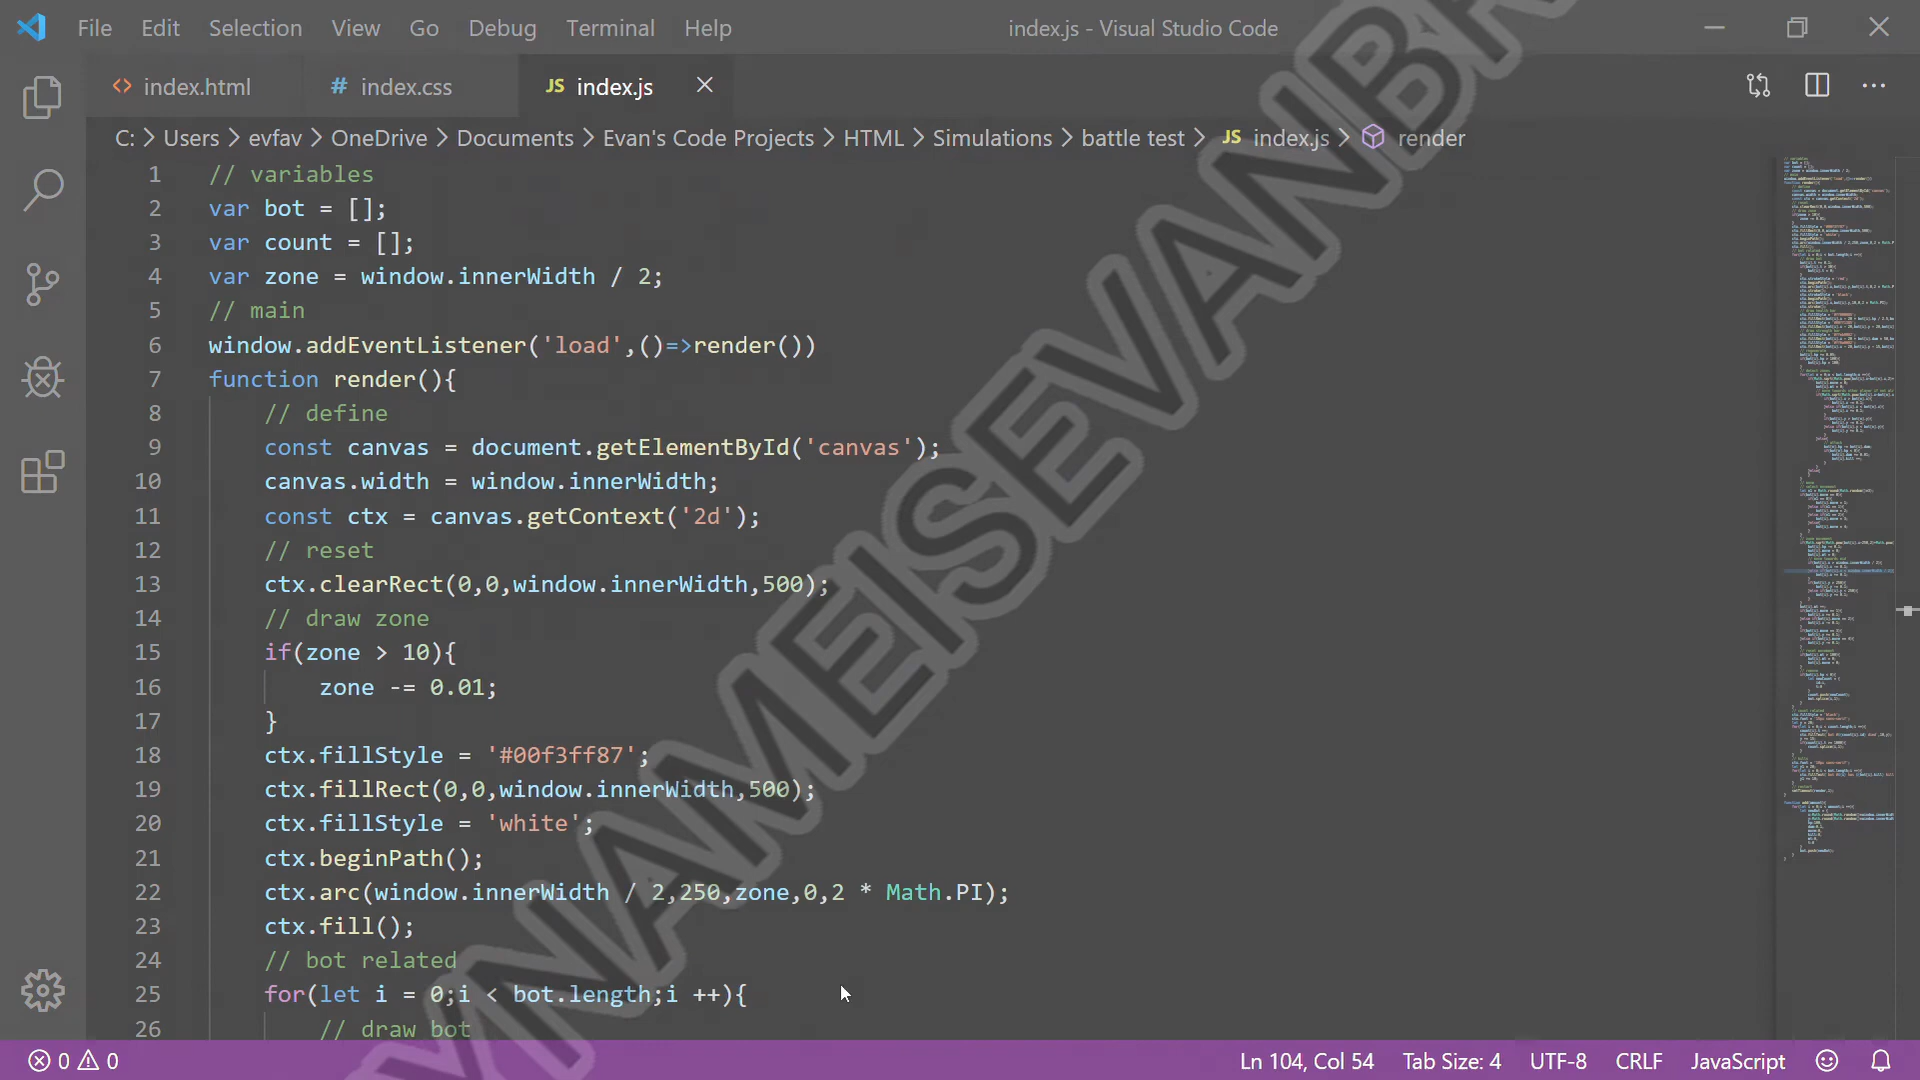 File Edit Selection View Go Debug Terminal Help index.js - Visual Studio Code
index.html # index.css JS index.js
C: > Users > evfav > OneDrive > Documents > Evan's Code Projects > HTML > Simulations > battle test > JS index.js > render
1 // variables
2 var bot = [];
3 var count = [];
4 var zone = window.innerWidth / 2;
5 // main
6 window.addEventListener('load',()=>render())
7 function render(){
8 // define
9 const canvas = document.getElementById('canvas');
10 canvas.width = window.innerWidth;
11 const ctx = canvas.getContext('2d');
12 // reset
13 ctx.clearRect(0,0,window.innerWidth,500);
14 // draw zone
15 if(zone > 10){
16 zone -= 0.01;
17 }
18 ctx.fillStyle = '#00f3ff87';
19 ctx.fillRect(0,0,window.innerWidth,500);
20 ctx.fillStyle = 'white';
21 ctx.beginPath();
22 ctx.arc(window.innerWidth / 2,250,zone,0,2 * Math.PI);
23 ctx.fill();
24 // bot related
25 for(let i = 0;i < bot.length;i ++){
26 // draw bot
YNAMEISEVANBR
0 0 Ln 104, Col 54 Tab Size: 4 UTF-8 CRLF JavaScript